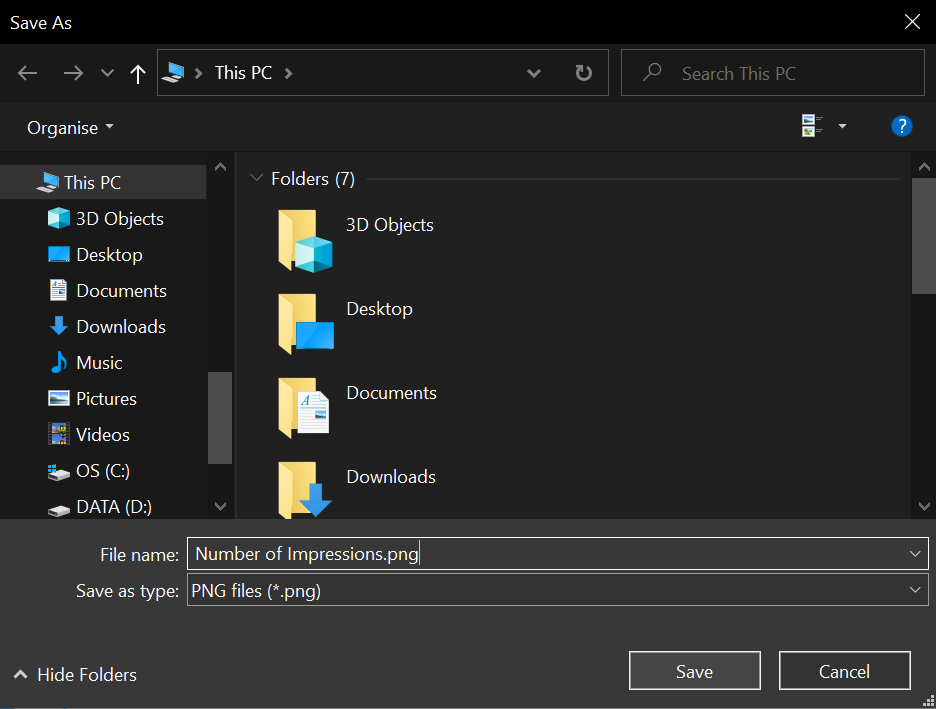 Save As
This PC
Search This PC
Organise
?
This PC
3D Objects
Desktop
Documents
Downloads
Music
Pictures
Videos
OS (C:)
DATA (D:)
Folders (7)
3D Objects
Desktop
Documents
Downloads
File name: Number of Impressions.png
Save as type: PNG files (*.png)
Hide Folders
Save Cancel